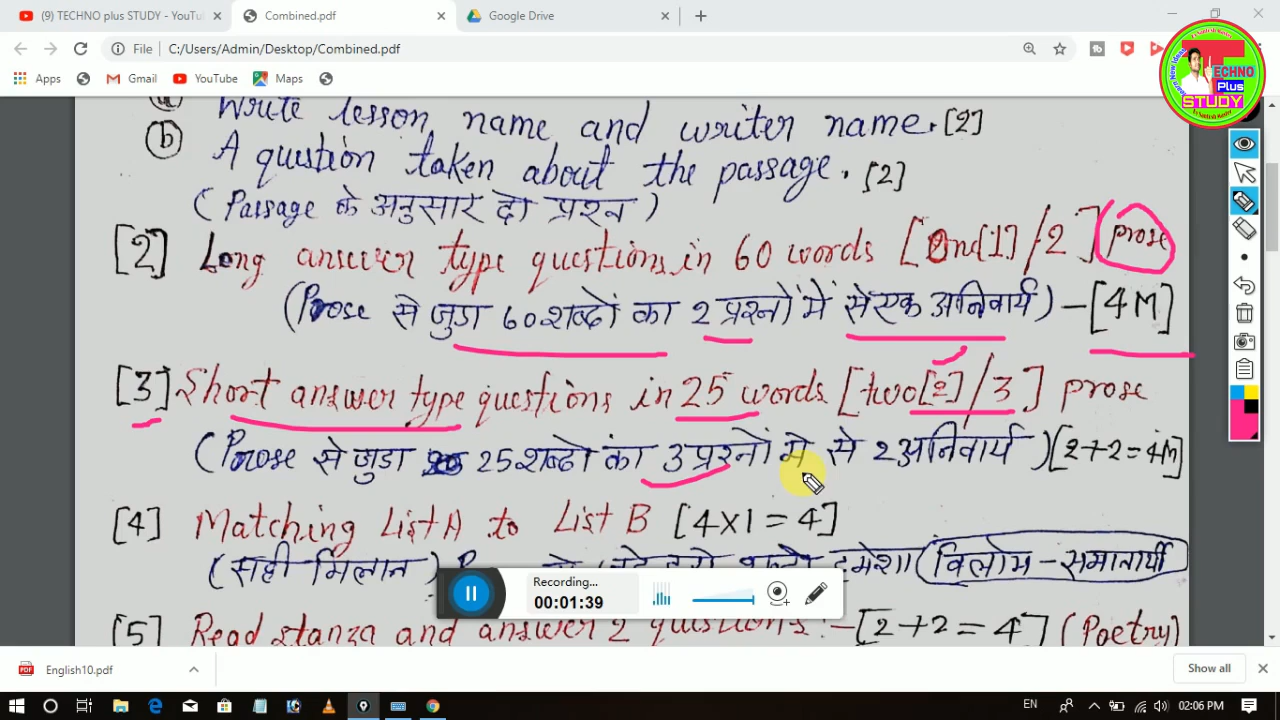 (9) TECHNO plus STUDY - YouTu
Combined.pdf
Google Drive
File
C:/Users/Admin/Desktop/Combined.pdf
Apps
Gmail
YouTube
Maps
TECHNO
Plus
STUDY
Write lesson name and writer name. [2]
(b) A question taken about the passage. [2]
(Passage के अनुसार दो प्रश्न)
[2] Long answer type questions in 60 words [One[1]/2] prose
(Prose से जुडा 60 शब्दों का 2 प्रश्नों में से एक अनिवार्य) - [4M]
[3] Short answer type questions in 25 words [two[2]/3] prose
(Prose से जुडा 25 शब्दों का 3 प्रश्नों मे से 2 अनिवार्य) [2+2=4M]
[4] Matching List A to List B [4x1=4]
(सही मिलान) हमेशा (विलोम - समानार्थी
[5] Read stanza and answer 2 questions :- [2+2=4] (Poetry)
Recording...
00:01:39
English10.pdf
Show all
EN
02:06 PM